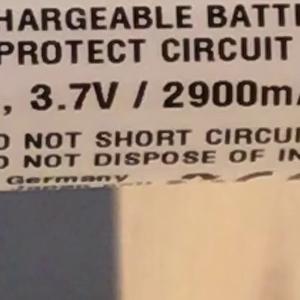 HARGEABLE BATT
PROTECT CIRCUIT
, 3.7V / 2900m
NOT SHORT CIRCU
NOT DISPOSE OF IN
Germany